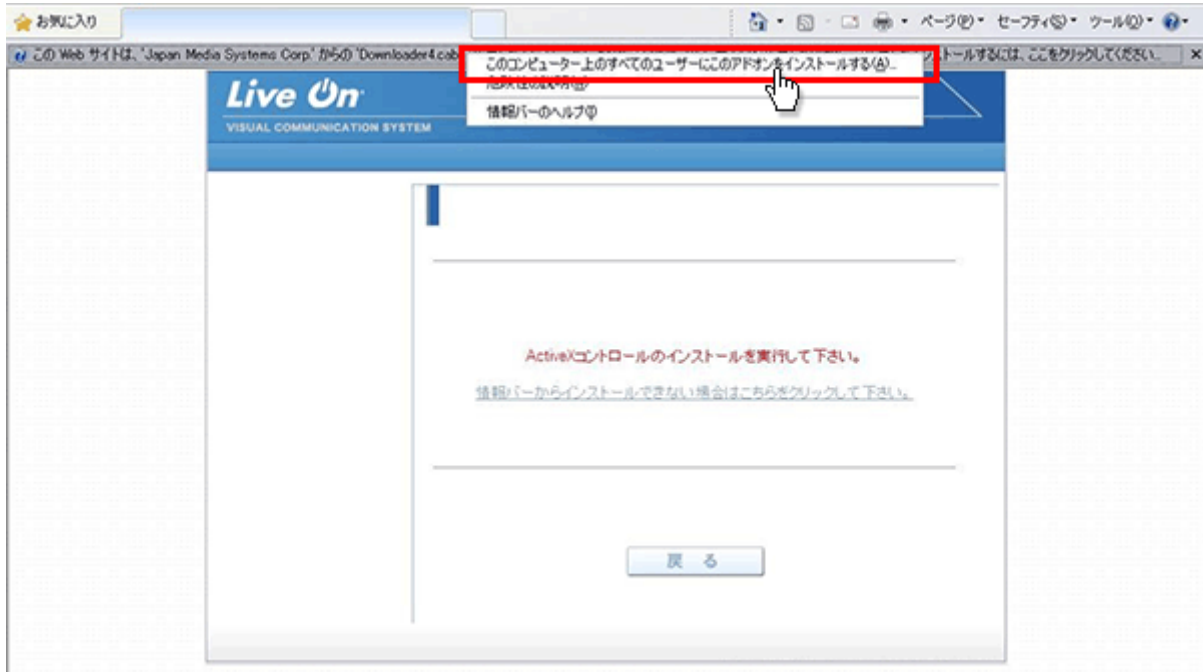 お気に入り
ページ(P)
セーフティ(S)
ツール(O)
この Web サイトは、"Japan Media Systems Corp." からの 'Downloader4.cab
トールするには、ここをクリックしてください...
このコンピューター上のすべてのユーザーにこのアドオンをインストールする(A)...
情報バーのヘルプ(I)
Live On
VISUAL COMMUNICATION SYSTEM
ActiveXコントロールのインストールを実行して下さい。
情報バーからインストールできない場合はこちらをクリックして下さい。
戻 る